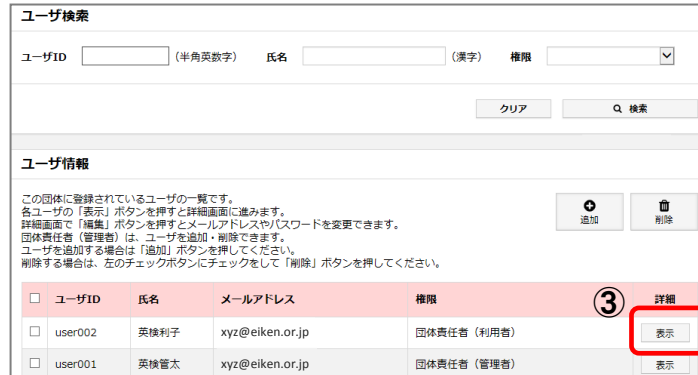 ユーザ検索
ユーザID (半角英数字) 氏名 (漢字) 権限
クリア 検索
ユーザ情報
この団体に登録されているユーザの一覧です。
各ユーザの「表示」ボタンを押すと詳細画面に進みます。
詳細画面で「編集」ボタンを押すとメールアドレスやパスワードを変更できます。
団体責任者（管理者）は、ユーザを追加・削除できます。
ユーザを追加する場合は「追加」ボタンを押してください。
削除する場合は、左のチェックボタンにチェックをして「削除」ボタンを押してください。
追加 削除
ユーザID 氏名 メールアドレス 権限 ③ 詳細
user002 英検利子 xyz@eiken.or.jp 団体責任者（利用者） 表示
user001 英検管太 xyz@eiken.or.jp 団体責任者（管理者） 表示